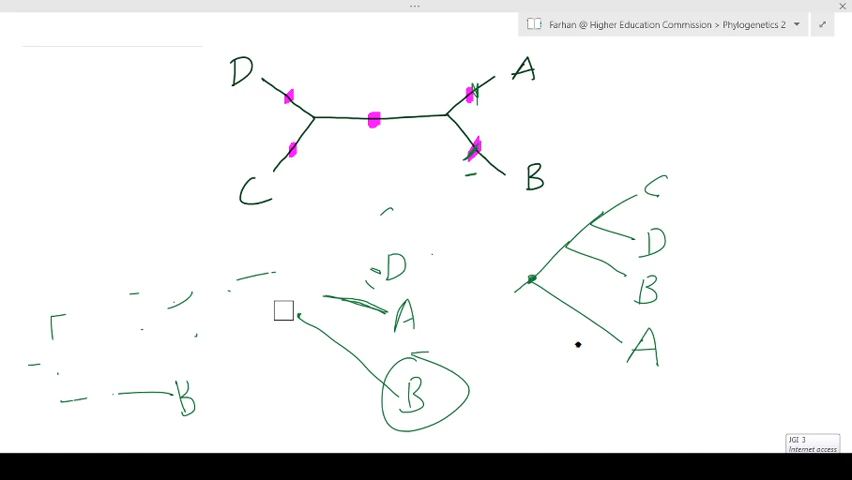 ...
Farhan @ Higher Education Commission > Phylogenetics 2
D
A
C
B
C
D
B
A
D
A
B
B
JGI 3
Internet access